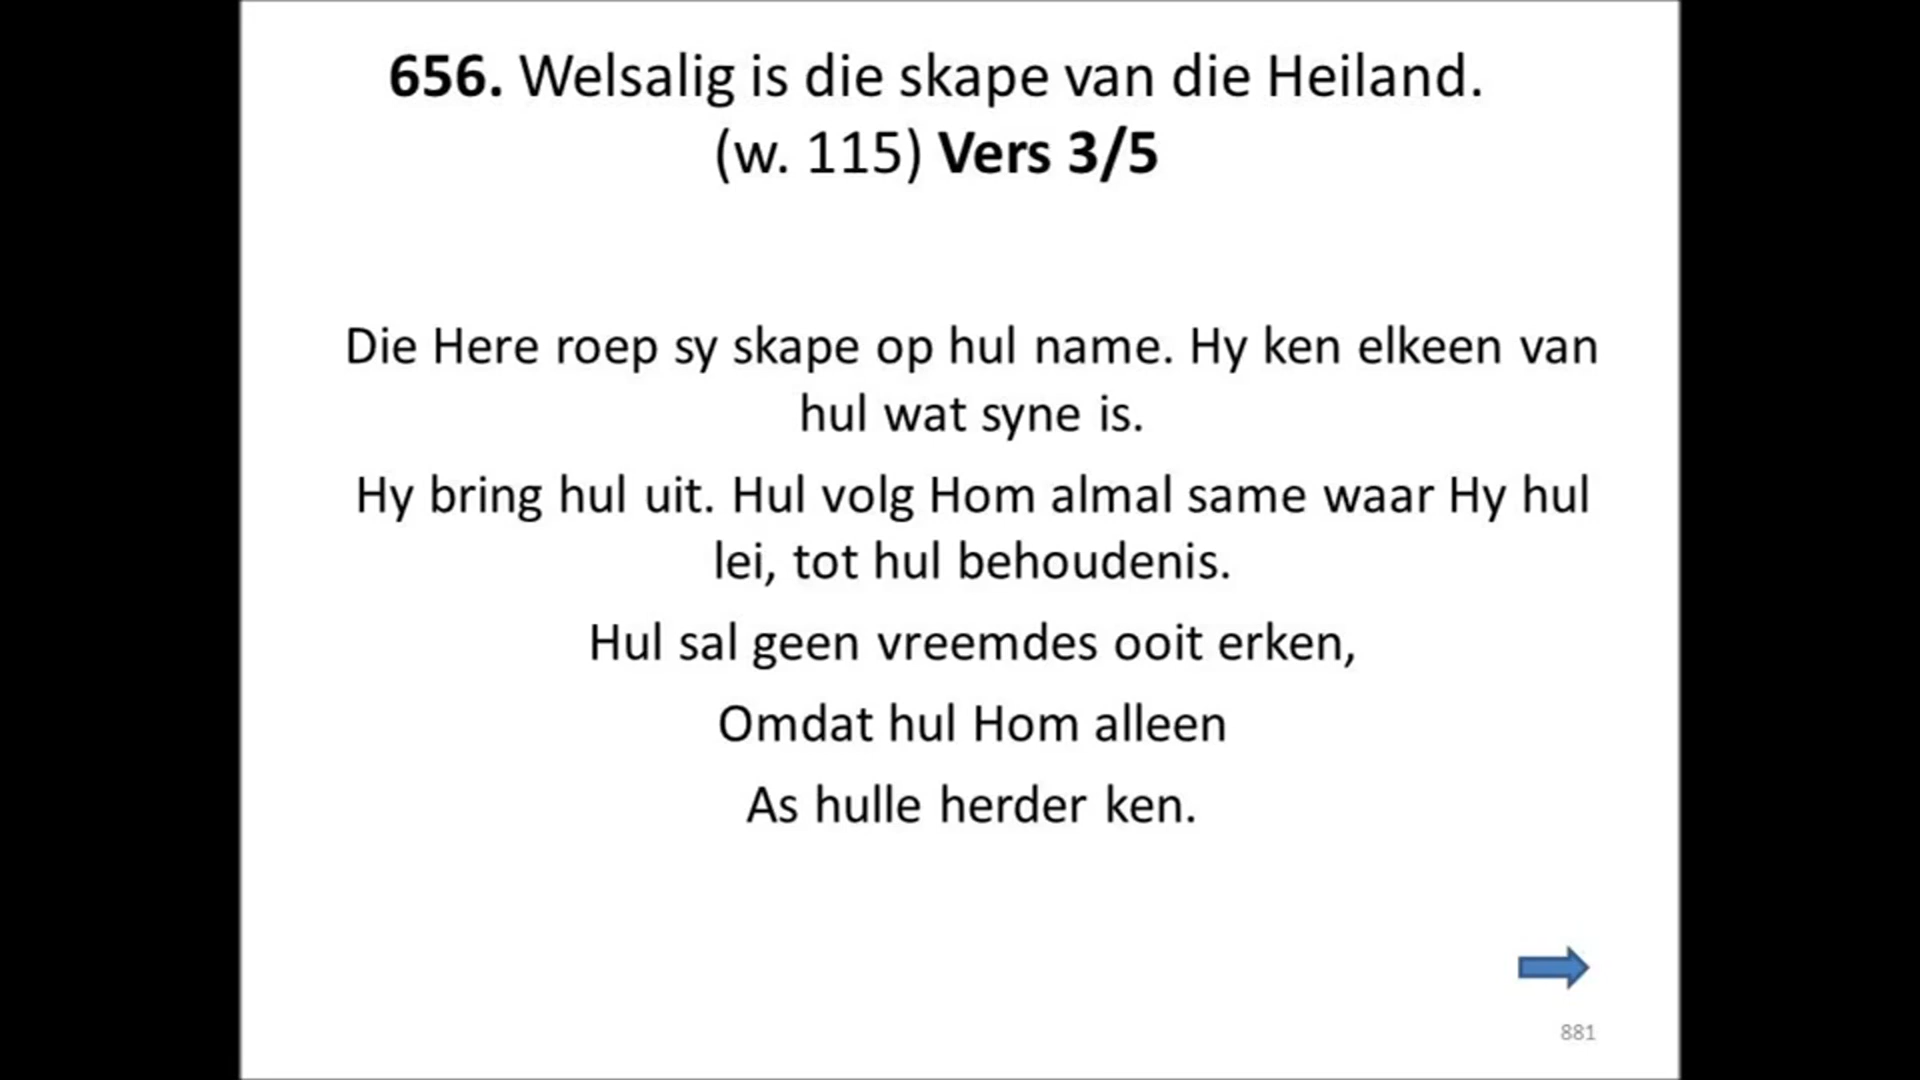 656. Welsalig is die skape van die Heiland.
(w. 115) Vers 3/5
Die Here roep sy skape op hul name. Hy ken elkeen van
hul wat syne is.
Hy bring hul uit. Hul volg Hom almal same waar Hy hul
lei, tot hul behoudenis.
Hul sal geen vreemdes ooit erken,
Omdat hul Hom alleen
As hulle herder ken.
881